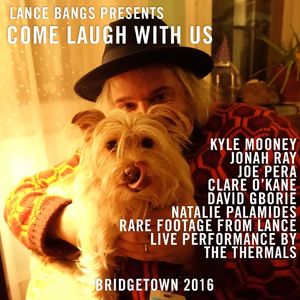 LANCE BANGS PRESENTS
COME LAUGH WITH US
KYLE MOONEY
JONAH RAY
JOE PERA
CLARE O'KANE
DAVID GBORIE
NATALIE PALAMIDES
RARE FOOTAGE FROM LANCE
LIVE PERFORMANCE BY
THE THERMALS
BRIDGETOWN 2016